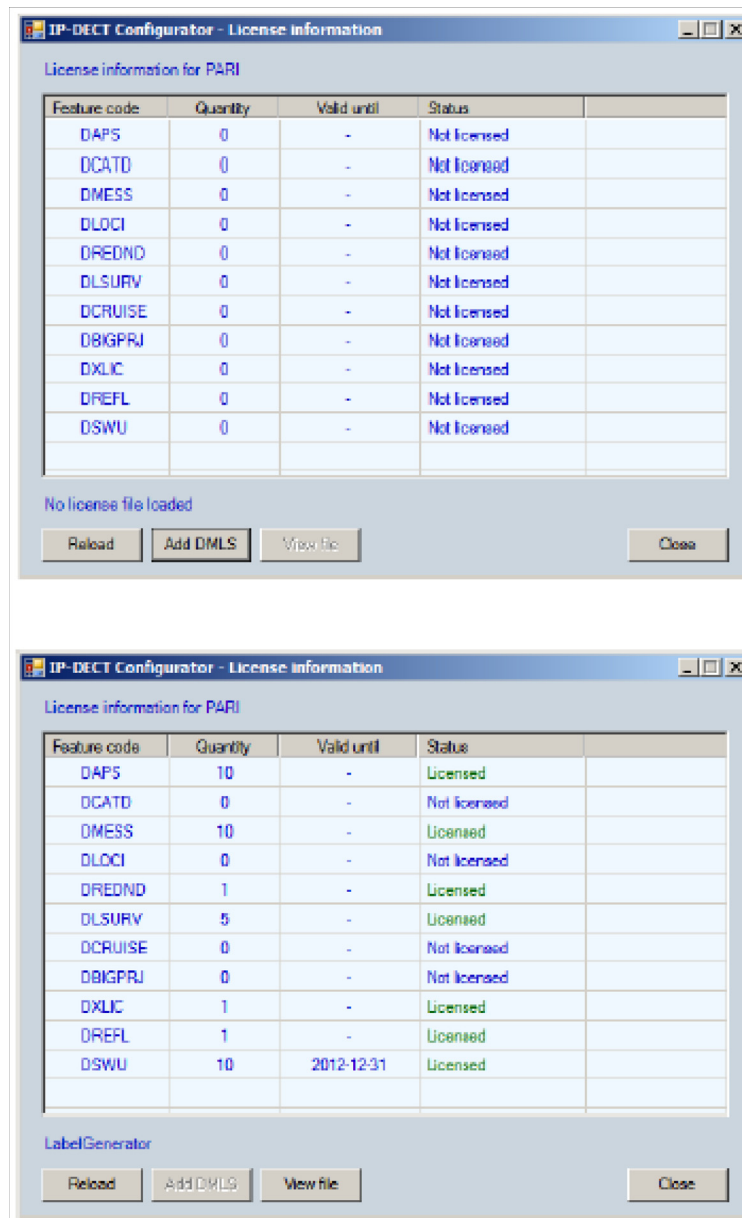 IP-DECT Configurator - License information
License information for PARI
Feature code Quantity Valid until Status
DAPS 0 - Not licensed
DCATD 0 - Not licensed
DMESS 0 - Not licensed
DLOCI 0 - Not licensed
DREDND 0 - Not licensed
DLSURV 0 - Not licensed
DCRUISE 0 - Not licensed
DBIGPRJ 0 - Not licensed
DXLIC 0 - Not licensed
DREFL 0 - Not licensed
DSWU 0 - Not licensed
No license file loaded
Reload Add DMLS View file Close
IP-DECT Configurator - License information
License information for PARI
Feature code Quantity Valid until Status
DAPS 10 - Licensed
DCATD 0 - Not licensed
DMESS 10 - Licensed
DLOCI 0 - Not licensed
DREDND 1 - Licensed
DLSURV 5 - Licensed
DCRUISE 0 - Not licensed
DBIGPRJ 0 - Not licensed
DXLIC 1 - Licensed
DREFL 1 - Licensed
DSWU 10 2012-12-31 Licensed
LabelGenerator
Reload Add DMLS View file Close